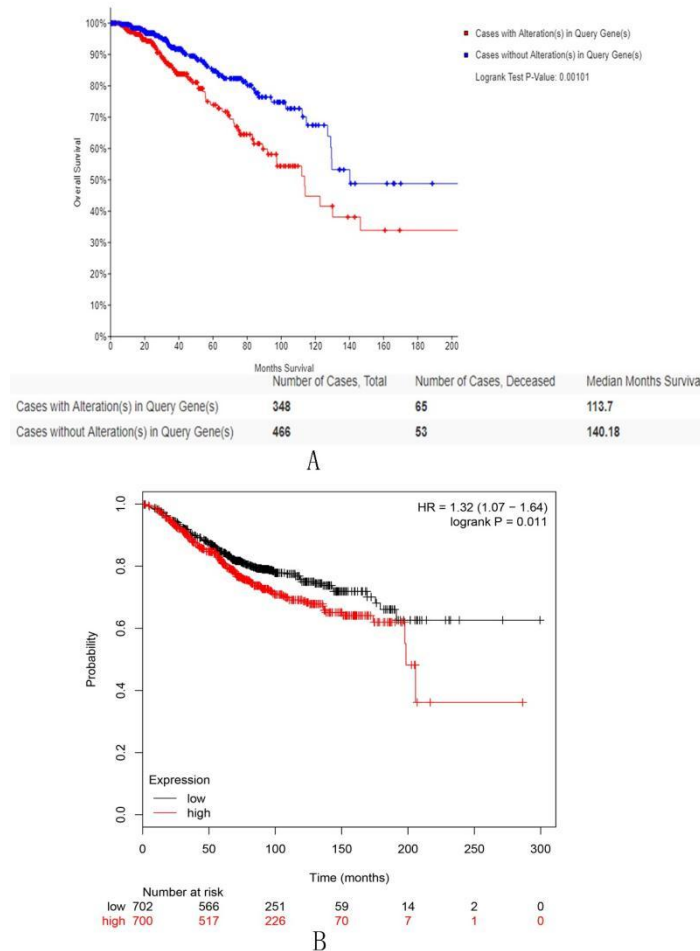 100%
90%
80%
70%
60%
50%
40%
30%
20%
10%
0%
Overall Survival
0 20 40 60 80 100 120 140 160 180 200
Months Survival
Cases with Alteration(s) in Query Gene(s)
Cases without Alteration(s) in Query Gene(s)
Logrank Test P-Value: 0.00101
Number of Cases, Total Number of Cases, Deceased Median Months Surviva
Cases with Alteration(s) in Query Gene(s) 348 65 113.7
Cases without Alteration(s) in Query Gene(s) 466 53 140.18
A
HR = 1.32 (1.07 − 1.64)
logrank P = 0.011
1.0
0.8
0.6
0.4
0.2
0.0
Probability
Expression
low
high
0 50 100 150 200 250 300
Time (months)
Number at risk
low 702 566 251 59 14 2 0
high 700 517 226 70 7 1 0
B